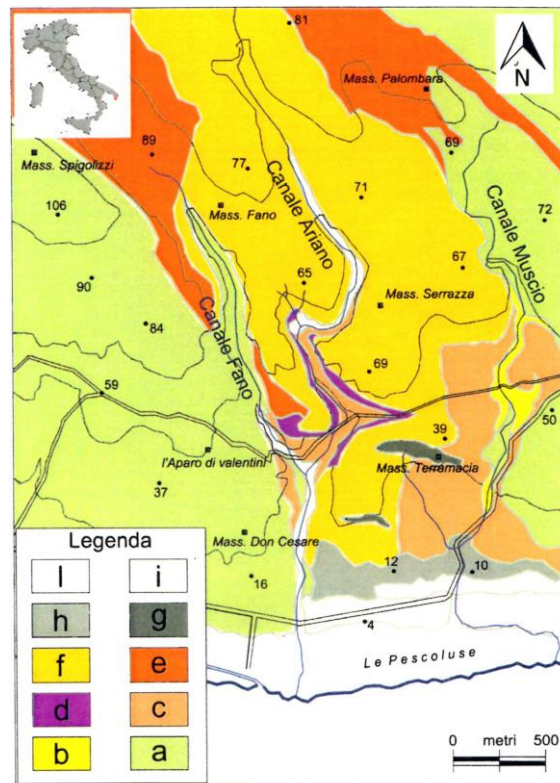 81
N
Mass. Palombara
89
69
Mass. Spigolizzi
77
Canale Ariano
71
Canale Muscio
106
Mass. Fano
72
67
65
90
Mass. Serrazza
Canale Fano
84
69
59
50
39
l'Aparo di valentini
Mass. Terramacia
37
Mass. Don Cesare
16
12
10
4
Le Pescoluse
Legenda
l
i
h
g
f
e
d
c
b
a
0 metri 500